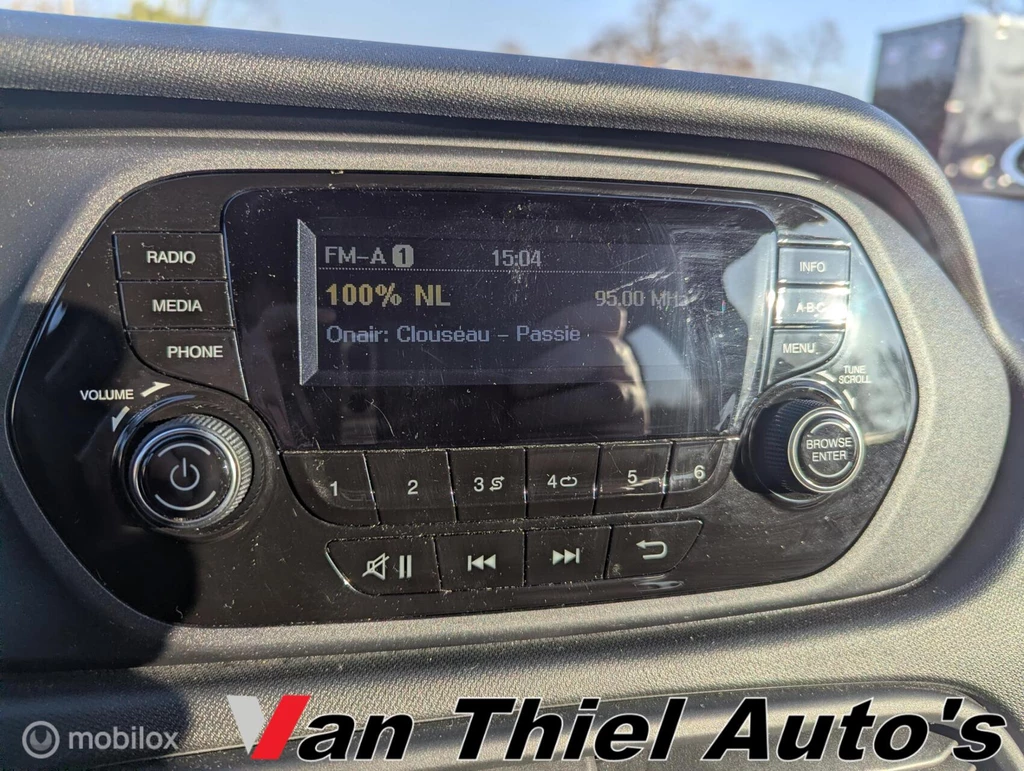 FM-A 1 15:04
100% NL 95.00 MHz
Onair: Clouseau - Passie
RADIO
MEDIA
PHONE
VOLUME
INFO
A-B-C
MENU
TUNE
SCROLL
BROWSE
ENTER
1 2 3 4 5 6
mobilox
Van Thiel Auto's